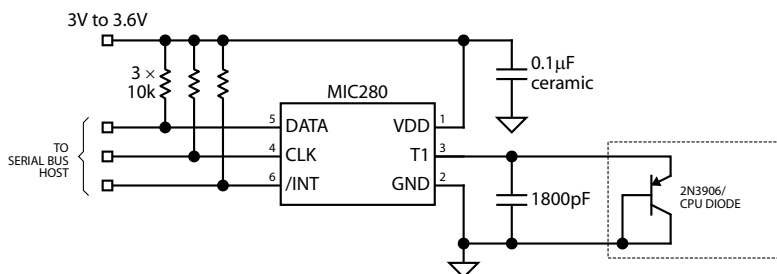 3V to 3.6V
3 ×
10k
0.1μF
ceramic
MIC280
5 DATA VDD 1
4 CLK T1 3
6 /INT GND 2
TO
SERIAL BUS
HOST
1800pF
2N3906/
CPU DIODE